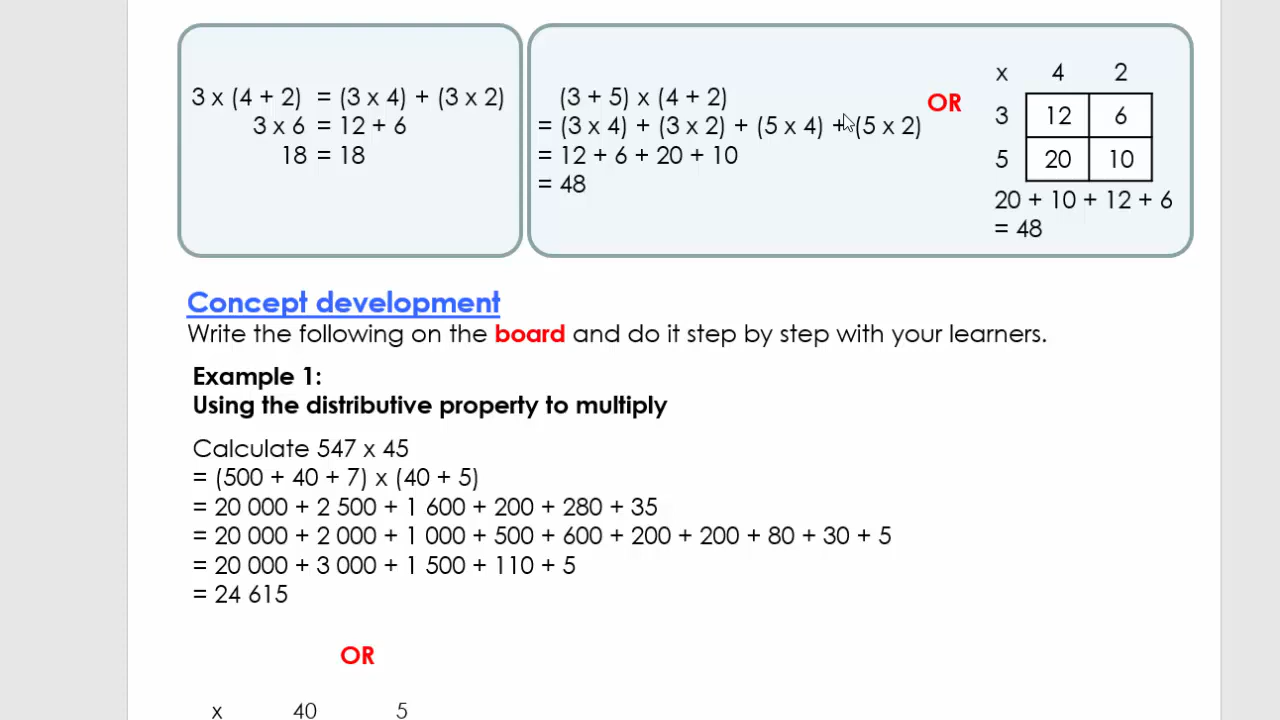 3 x (4 + 2) = (3 x 4) + (3 x 2)
3 x 6 = 12 + 6
18 = 18
(3 + 5) x (4 + 2)
= (3 x 4) + (3 x 2) + (5 x 4) + (5 x 2)
= 12 + 6 + 20 + 10
= 48
OR
x 4 2
3 12 6
5 20 10
20 + 10 + 12 + 6
= 48
Concept development
Write the following on the board and do it step by step with your learners.
Example 1:
Using the distributive property to multiply
Calculate 547 x 45
= (500 + 40 + 7) x (40 + 5)
= 20 000 + 2 500 + 1 600 + 200 + 280 + 35
= 20 000 + 2 000 + 1 000 + 500 + 600 + 200 + 200 + 80 + 30 + 5
= 20 000 + 3 000 + 1 500 + 110 + 5
= 24 615
OR
x 40 5